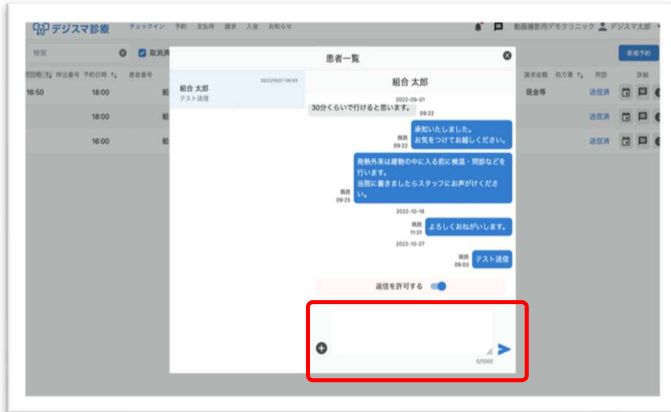 デジスマ診療
チェックイン 予約 支払待 請求 入金 お知らせ
動画撮影用デモクリニック デジスマ太郎
検索
取消済
新規予約
患者一覧
呼出番号 予約日時 患者番号
請求金額 処方箋 問診 詳細
16:50 18:00 組
現金等 送信済
18:00 組
送信済
16:00 組
送信済
2022/10/27 09:03
組合 太郎
テスト送信
組合 太郎
2022-09-01
30分くらいで行けると思います。
09:22
承知いたしました。
お気をつけてお越しください。
既読
09:22
発熱外来は建物の中に入る前に検温・問診などを
行います。
当院に着きましたらスタッフにお声がけくださ
い。
既読
09:25
2022-10-18
よろしくおねがいします。
既読
11:31
2022-10-27
テスト送信
既読
09:03
返信を許可する
0/1000